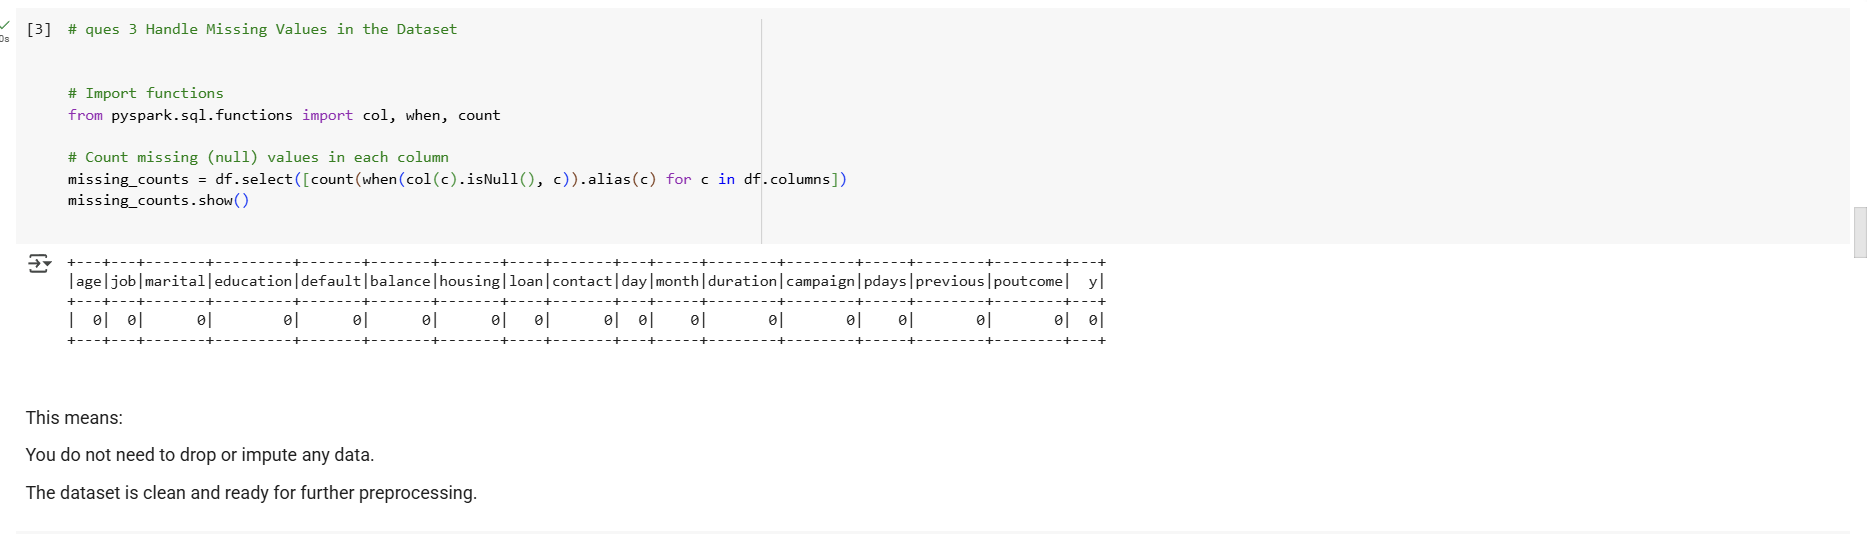 0s
[3] # ques 3 Handle Missing Values in the Dataset
# Import functions
from pyspark.sql.functions import col, when, count
# Count missing (null) values in each column
missing_counts = df.select([count(when(col(c).isNull(), c)).alias(c) for c in df.columns])
missing_counts.show()
+---+---+-------+---------+-------+-------+-------+----+-------+---+-----+--------+--------+-----+--------+--------+---+
|age|job|marital|education|default|balance|housing|loan|contact|day|month|duration|campaign|pdays|previous|poutcome|  y|
+---+---+-------+---------+-------+-------+-------+----+-------+---+-----+--------+--------+-----+--------+--------+---+
|  0|  0|      0|        0|      0|      0|      0|   0|      0|  0|    0|       0|       0|    0|       0|       0|  0|
+---+---+-------+---------+-------+-------+-------+----+-------+---+-----+--------+--------+-----+--------+--------+---+
This means:
You do not need to drop or impute any data.
The dataset is clean and ready for further preprocessing.